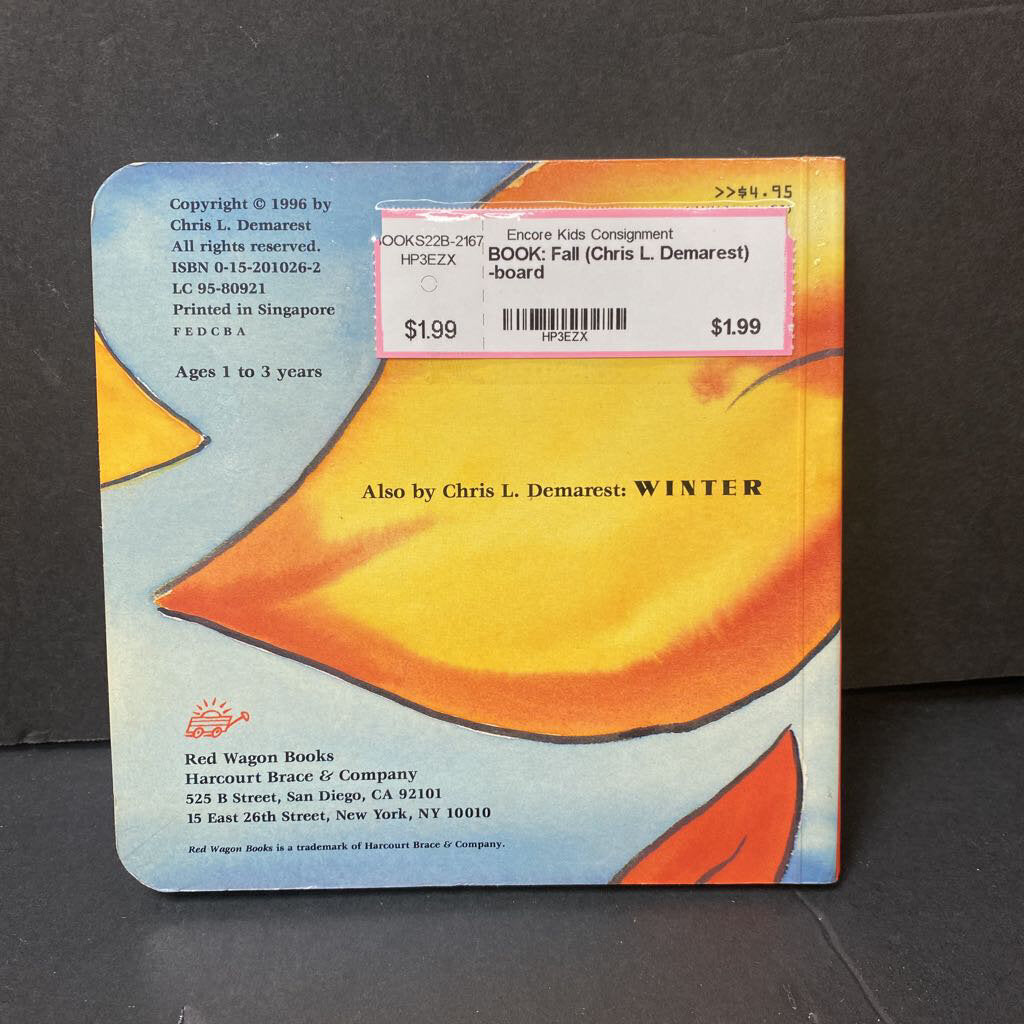 Copyright © 1996 by
Chris L. Demarest
All rights reserved.
ISBN 0-15-201026-2
LC 95-80921
Printed in Singapore
F E D C B A
Ages 1 to 3 years
>>$4.95
OOKS22B-2167
HP3EZX
$1.99
Encore Kids Consignment
BOOK: Fall (Chris L. Demarest)
-board
HP3EZX
$1.99
Also by Chris L. Demarest: WINTER
Red Wagon Books
Harcourt Brace & Company
525 B Street, San Diego, CA 92101
15 East 26th Street, New York, NY 10010
Red Wagon Books is a trademark of Harcourt Brace & Company.